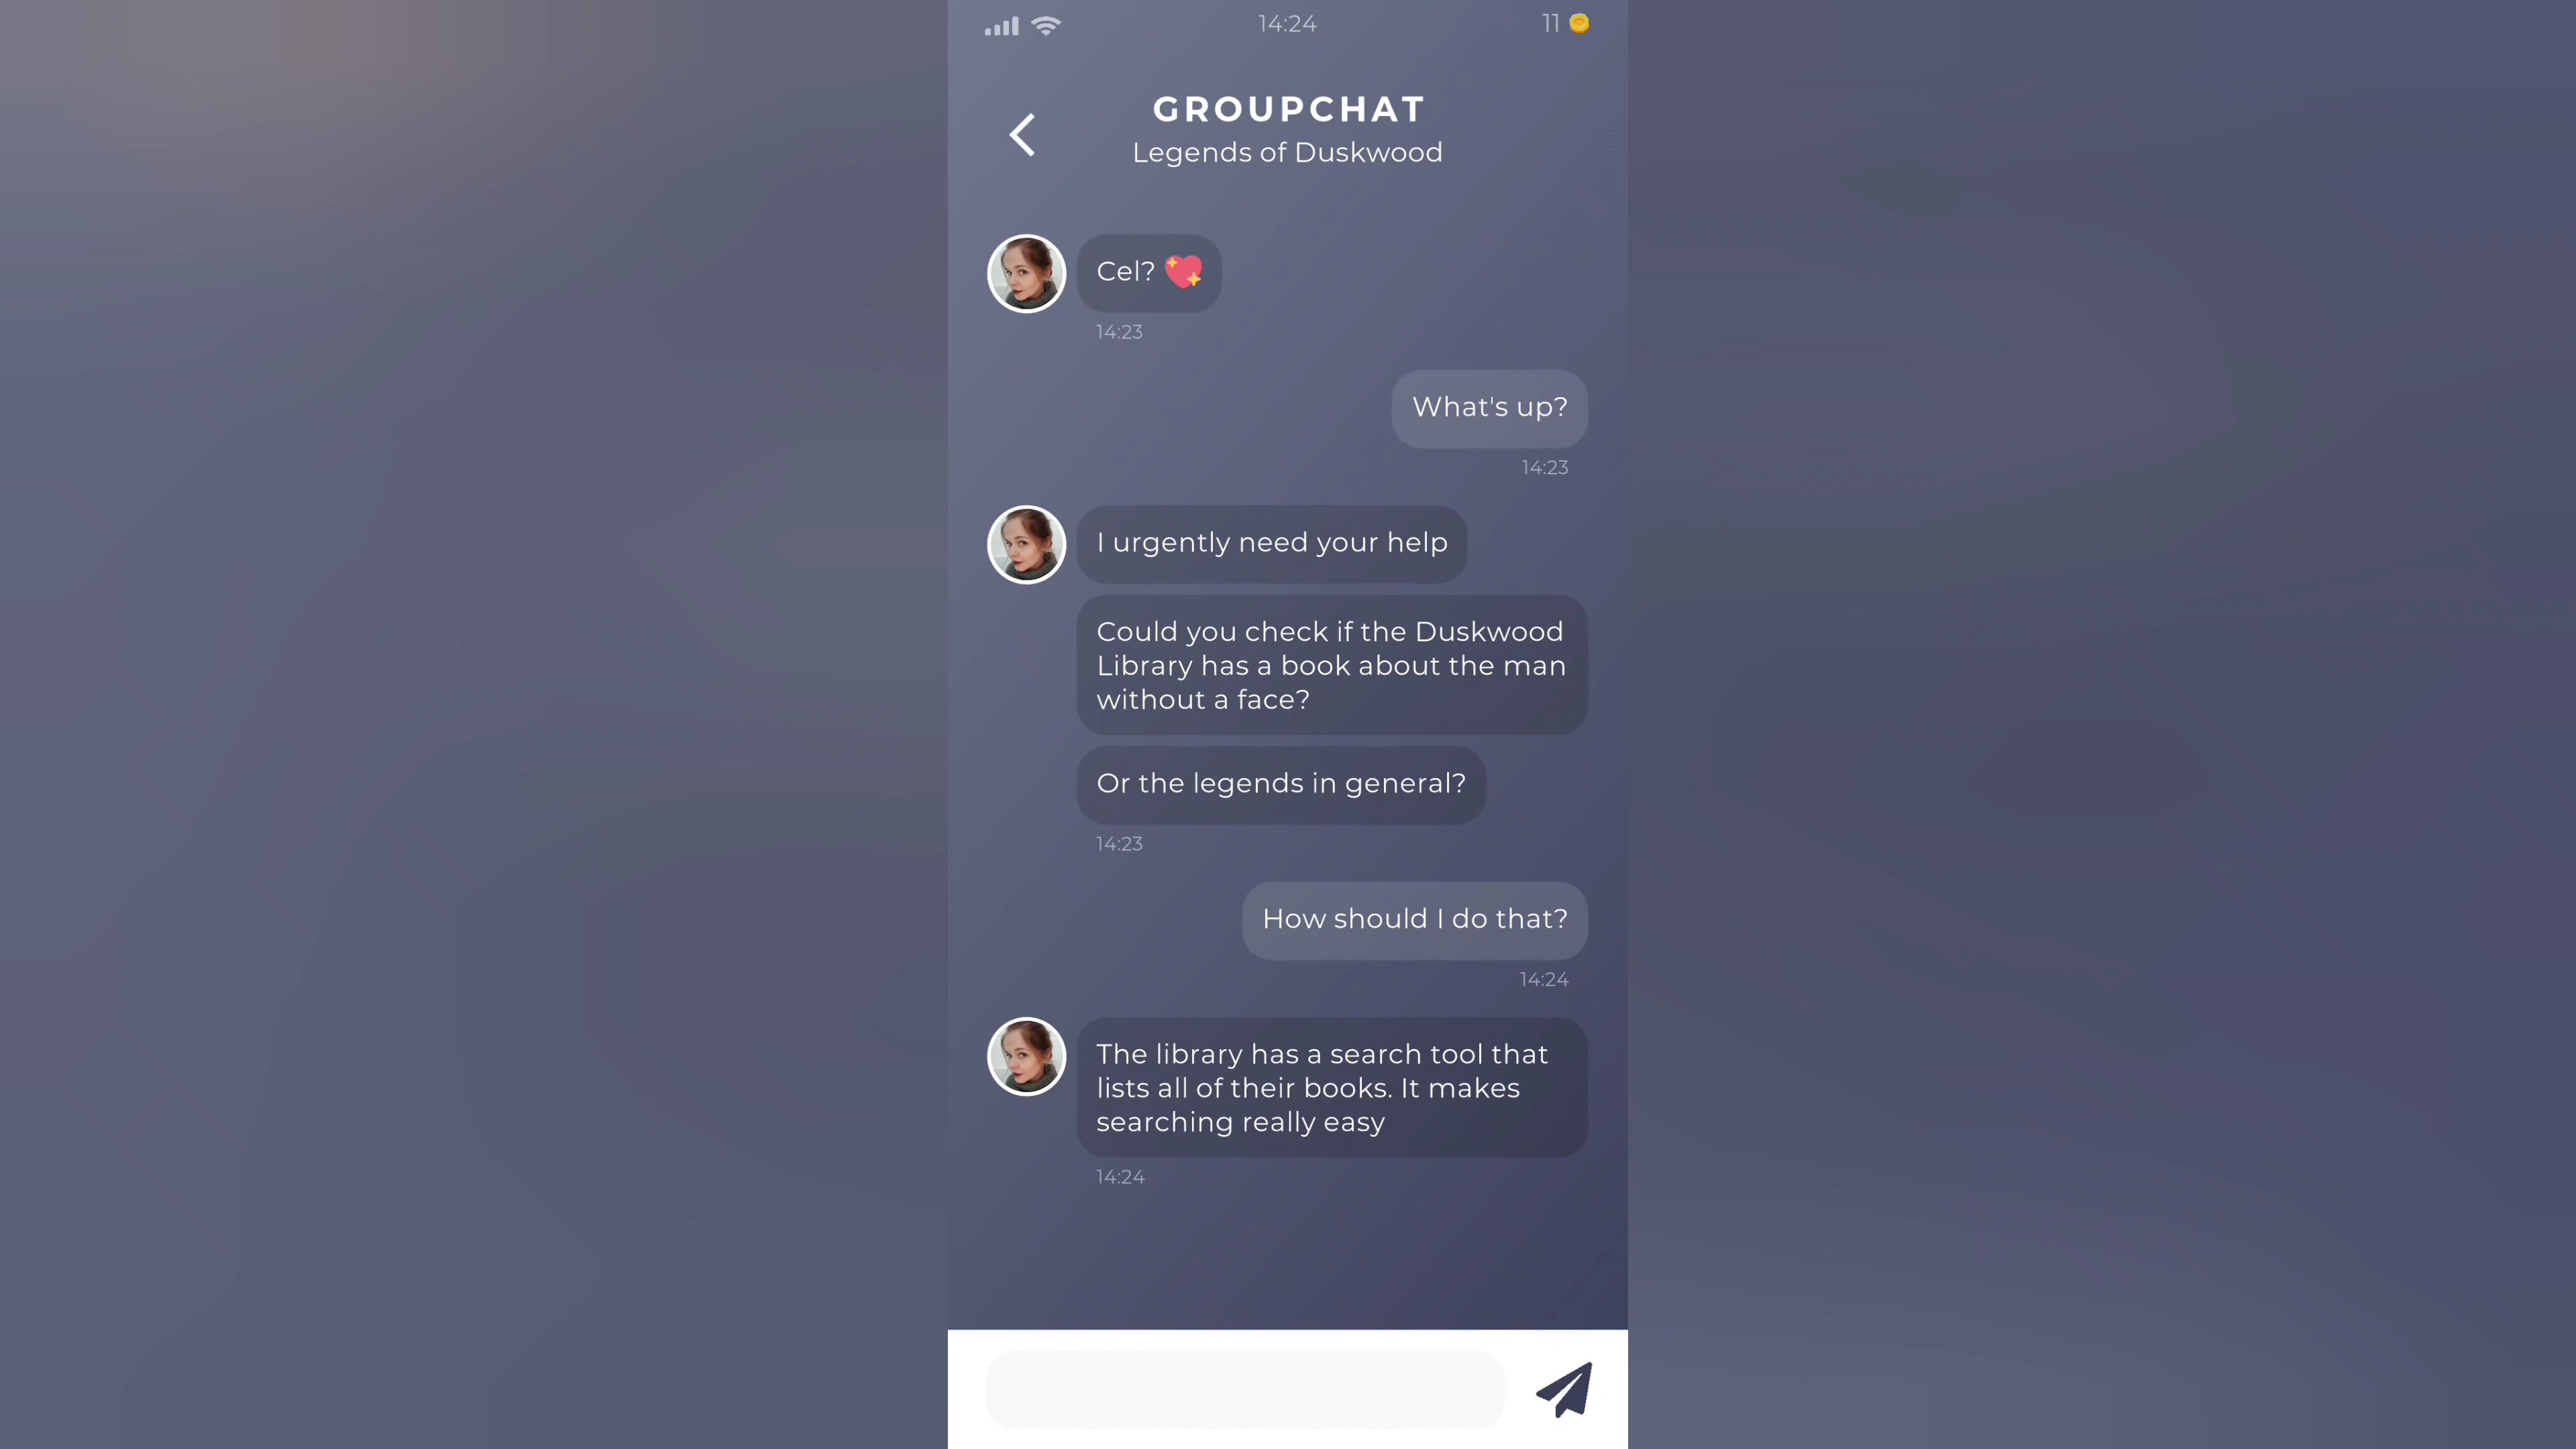 14:24
11
GROUPCHAT
Legends of Duskwood
Cel? 💖
14:23
What's up?
14:23
I urgently need your help
Could you check if the Duskwood
Library has a book about the man
without a face?
Or the legends in general?
14:23
How should I do that?
14:24
The library has a search tool that
lists all of their books. It makes
searching really easy
14:24